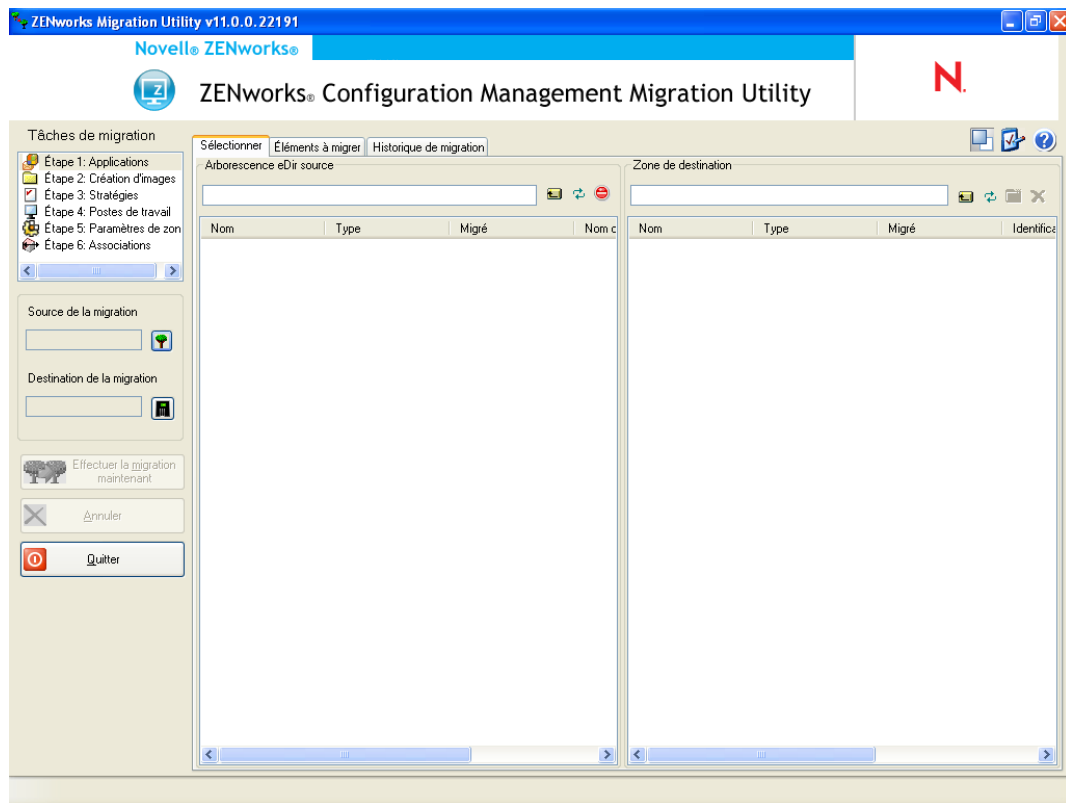 ZENworks Migration Utility v11.0.0.22191
Novell® ZENworks®
ZENworks® Configuration Management Migration Utility
N.
Tâches de migration
Étape 1: Applications
Étape 2: Création d'images
Étape 3: Stratégies
Étape 4: Postes de travail
Étape 5: Paramètres de zon
Étape 6: Associations
Source de la migration
Destination de la migration
Effectuer la migration
maintenant
Annuler
Quitter
Sélectionner
Éléments à migrer
Historique de migration
Arborescence eDir source
Nom Type Migré Nom c
Zone de destination
Nom Type Migré Identifica